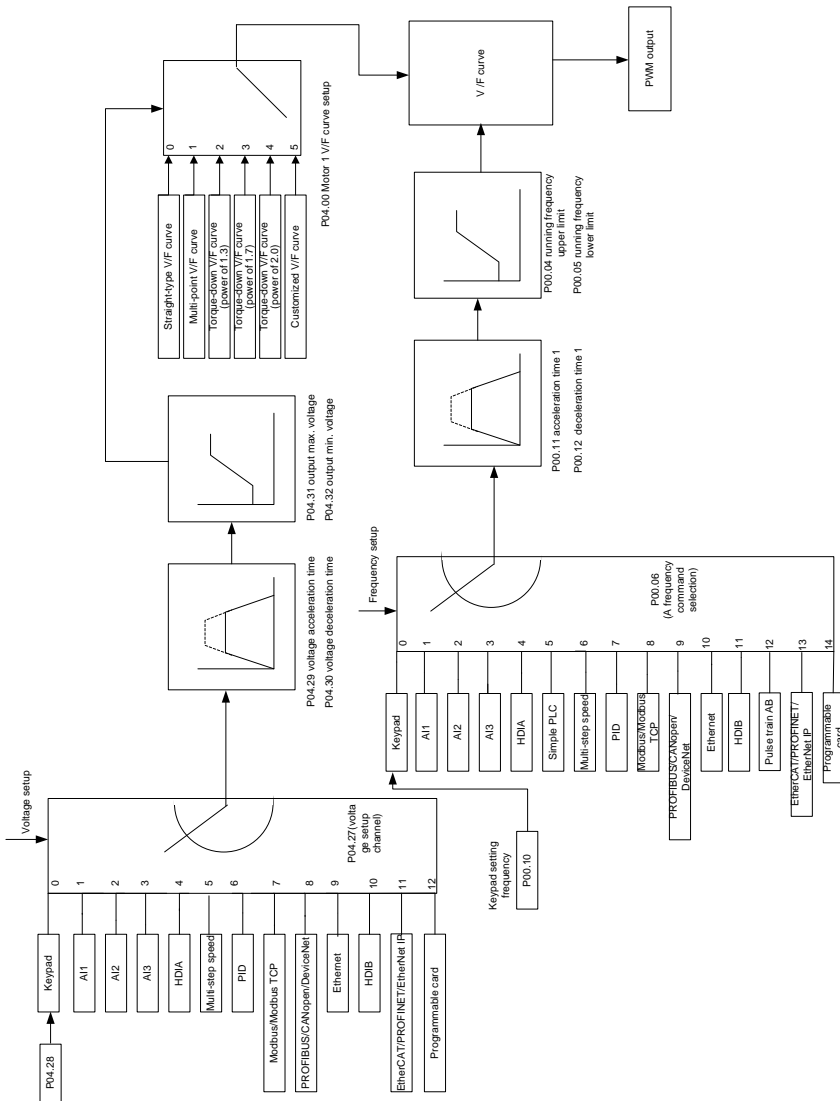 P04.28
Keypad
AI1
AI2
AI3
HDIA
Multi-step speed
PID
Modbus/Modbus TCP
PROFIBUS/CANopen/DeviceNet
Ethernet
HDIB
EtherCAT/PROFINET/EtherNet IP
Programmable card
Voltage setup
0
1
2
3
4
5
6
7
8
9
10
11
12
P04.27(volta
ge setup
channel)
P04.29 voltage acceleration time
P04.30 voltage deceleration time
P04.31 output max. voltage
P04.32 output min. voltage
Straight-type V/F curve
Multi-point V/F curve
Torque-down V/F curve
(power of 1.3)
Torque-down V/F curve
(power of 1.7)
Torque-down V/F curve
(power of 2.0)
Customized V/F curve
0
1
2
3
4
5
P04.00 Motor 1 V/F curve setup
Keypad setting
frequency
P00.10
Keypad
AI1
AI2
AI3
HDIA
Simple PLC
Multi-step speed
PID
Modbus/Modbus
TCP
PROFIBUS/CANopen/
DeviceNet
Ethernet
HDIB
Pulse train AB
EtherCAT/PROFINET/
EtherNet IP
Programmable
card
Frequency setup
0
1
2
3
4
5
6
7
8
9
10
11
12
13
14
P00.06
(A frequency
command
selection)
P00.11 acceleration time 1
P00.12 deceleration time 1
P00.04 running frequency
upper limit
P00.05 running frequency
lower limit
V /F curve
PWM output